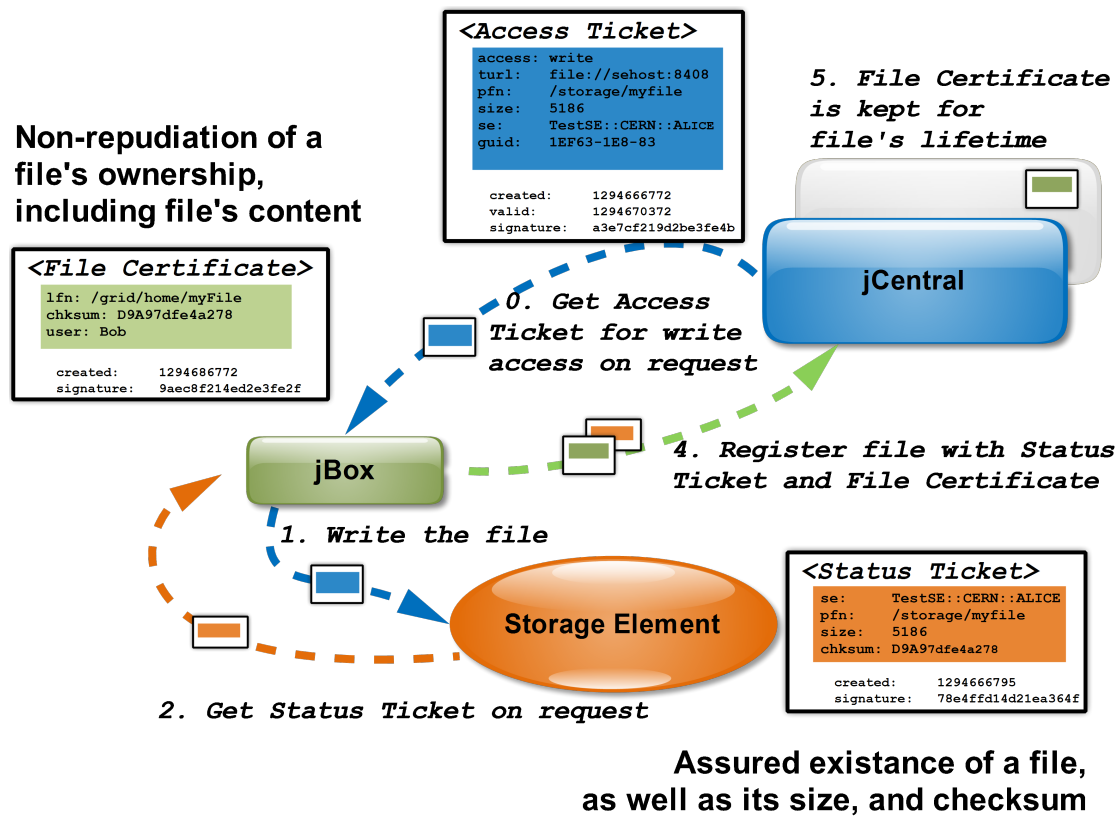 <Access Ticket>
access: write
turl: file://sehost:8408
pfn: /storage/myfile
size: 5186
se: TestSE::CERN::ALICE
guid: 1EF63-1E8-83
created: 1294666772
valid: 1294670372
signature: a3e7cf219d2be3fe4b
5. File Certificate
is kept for
file's lifetime
Non-repudiation of a
file's ownership,
including file's content
<File Certificate>
lfn: /grid/home/myFile
chksum: D9A97dfe4a278
user: Bob
created: 1294686772
signature: 9aec8f214ed2e3fe2f
jCentral
0. Get Access
Ticket for write
access on request
jBox
4. Register file with Status
Ticket and File Certificate
1. Write the file
Storage Element
<Status Ticket>
se: TestSE::CERN::ALICE
pfn: /storage/myfile
size: 5186
chksum: D9A97dfe4a278
created: 1294666795
signature: 78e4ffd14d21ea364f
2. Get Status Ticket on request
Assured existance of a file,
as well as its size, and checksum